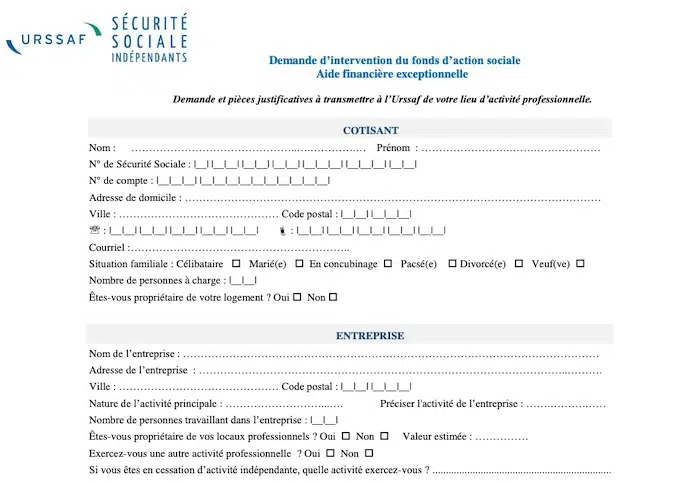 URSSAF
SÉCURITÉ
SOCIALE
INDÉPENDANTS
Demande d’intervention du fonds d’action sociale
Aide financière exceptionnelle
Demande et pièces justificatives à transmettre à l’Urssaf de votre lieu d’activité professionnelle.
COTISANT
Nom : ……………………………………………… Prénom : ………………………………………
N° de Sécurité Sociale : |__| |__|__| |__|__| |__|__| |__|__|__| |__|__|__| |__|__|
N° de compte : |__|__|__| |__|__|__|__|__|__|__|__|__|
Adresse de domicile : ……………………………………………………………………………………
Ville : ………………………………… Code postal : |__|__| |__|__|__|
☏ : |__|__| |__|__| |__|__| |__|__| |__|__| : |__|__| |__|__| |__|__| |__|__| |__|__|
Courriel :……………………………………………..
Situation familiale : Célibataire ☐ Marié(e) ☐ En concubinage ☐ Pacsé(e) ☐ Divorcé(e) ☐ Veuf(ve) ☐
Nombre de personnes à charge : |__|__|
Êtes-vous propriétaire de votre logement ? Oui ☐ Non ☐
ENTREPRISE
Nom de l’entreprise : ……………………………………………………………………………………
Adresse de l’entreprise : …………………………………………………………………………………
Ville : ………………………………… Code postal : |__|__| |__|__|__|
Nature de l’activité principale : ………………………… Préciser l'activité de l’entreprise : …………………
Nombre de personnes travaillant dans l’entreprise : |__|__|
Êtes-vous propriétaire de vos locaux professionnels ? Oui ☐ Non ☐ Valeur estimée : ……………
Exercez-vous une autre activité professionnelle ? Oui ☐ Non ☐
Si vous êtes en cessation d’activité indépendante, quelle activité exercez-vous ? ..................................................................